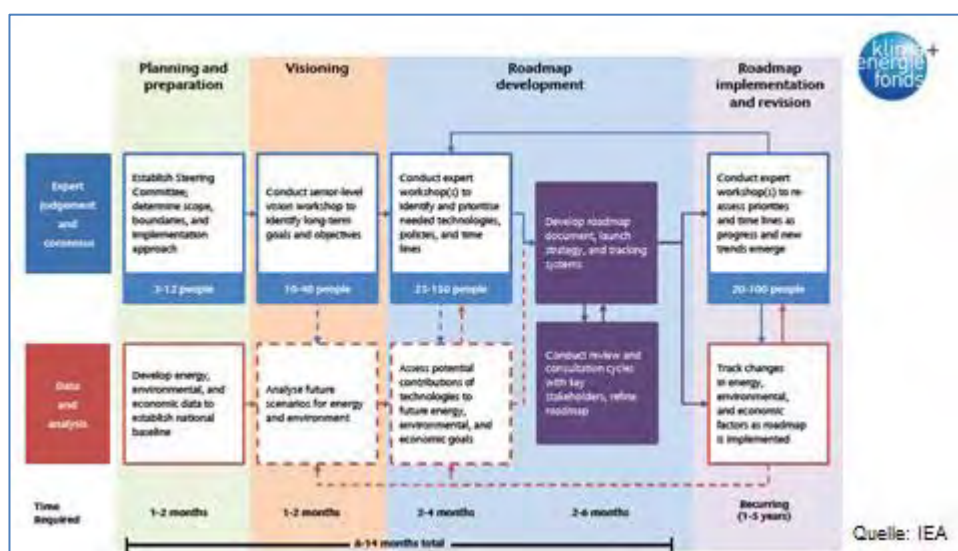 klima+
energie
fonds
Planning and
preparation
Visioning
Roadmap
development
Roadmap
implementation
and revision
Expert
judgement
and
consensus
Establish Steering
Committee,
determine scope,
boundaries, and
implementation
approach
3-12 people
Conduct senior-level
vision workshop to
identify long-term
goals and objectives
10-40 people
Conduct expert
workshop(s) to
identify and prioritise
needed technologies,
policies, and time
lines
25-150 people
Develop roadmap
document, launch
strategy, and tracking
systems
Conduct expert
workshop(s) to re-
assess priorities
and time lines as
progress and new
trends emerge
20-100 people
Data
and
analysis
Develop energy,
environmental, and
economic data to
establish national
baseline
Analyse future
scenarios for energy
and environment
Assess potential
contributions of
technologies to
future energy,
environmental, and
economic goals
Conduct review and
consultation cycles
with key
stakeholders, refine
roadmap
Track changes
in energy,
environmental,
and economic
factors as roadmap
is implemented
Time
Required
1-2 months
1-2 months
2-4 months
2-6 months
Recurring
(1-5 years)
6-14 months total
Quelle: IEA